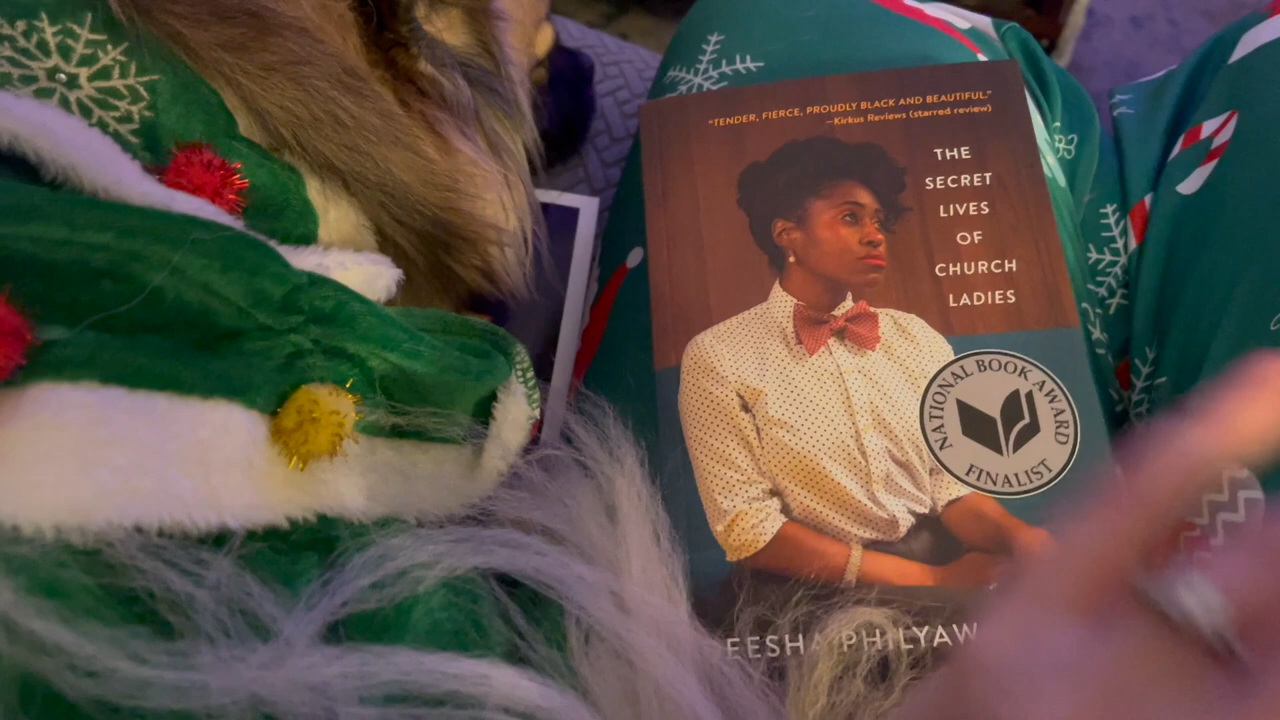 "TENDER, FIERCE, PROUDLY BLACK AND BEAUTIFUL."
—Kirkus Reviews (starred review)
THE
SECRET
LIVES
OF
CHURCH
LADIES
NATIONAL BOOK AWARD
FINALIST
EESHA PHILYAW